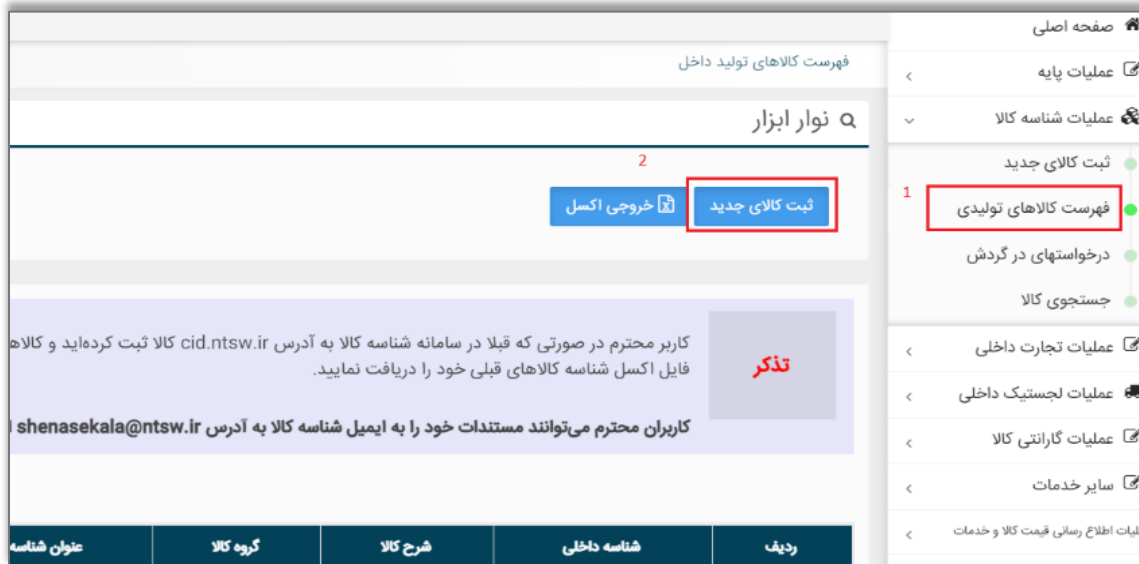 صفحه اصلی
عملیات پایه
عملیات شناسه کالا
ثبت کالای جدید
1
فهرست کالاهای تولیدی
درخواستهای در گردش
جستجوی کالا
عملیات تجارت داخلی
عملیات لجستیک داخلی
عملیات گارانتی کالا
سایر خدمات
اطلاع رسانی قیمت کالا و خدمات
فهرست کالاهای تولید داخل
نوار ابزار
2
ثبت کالای جدید
خروجی اکسل
تذکر
کاربر محترم در صورتی که قبلا در سامانه شناسه کالا به آدرس cid.ntsw.ir کالا ثبت کرده‌اید و
فایل اکسل شناسه کالاهای قبلی خود را دریافت نمایید.
کاربران محترم می‌توانند مستندات خود را به ایمیل شناسه کالا به آدرس shenasekala@ntsw.ir
ردیف
شناسه داخلی
شرح کالا
گروه کالا
عنوان شناسه